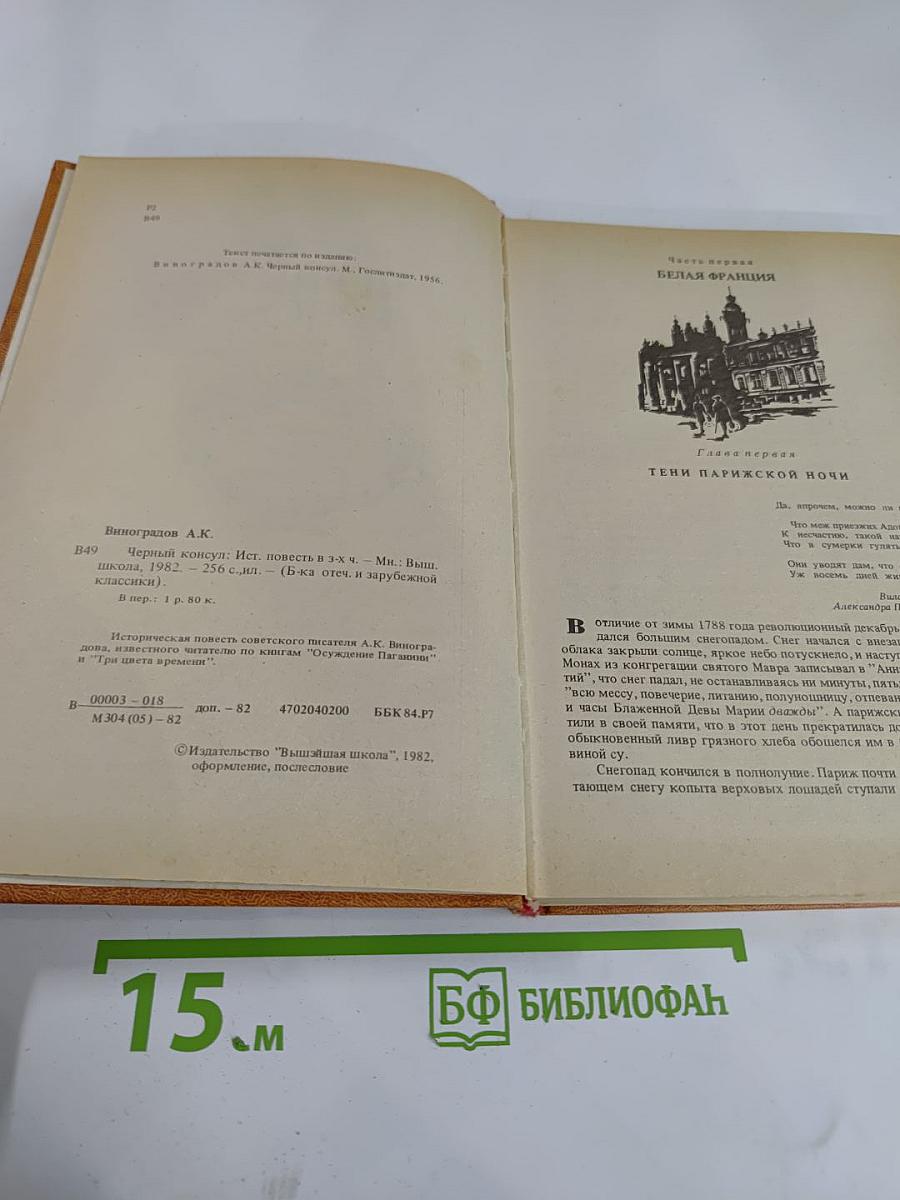 Р2
В49
Текст печатается по изданию:
Виноградов А.К. Черный консул. М., Гослитиздат, 1956.
Виноградов А.К.
В49 Черный консул: Ист. повесть в 3-х ч. – Мн.: Выш.
школа, 1982. – 256 с.,ил. – (Б-ка отеч. и зарубежной
классики).
В пер.: 1 р. 80 к.
Историческая повесть советского писателя А.К. Виногра-
дова, известного читателю по книгам "Осуждение Паганини"
и "Три цвета времени".
В 00003 – 018 доп. – 82 4702040200 ББК 84.Р7
М304 (05) – 82
©Издательство "Вышэйшая школа", 1982,
оформление, послесловие
Часть первая
БЕЛАЯ ФРАНЦИЯ
Глава первая
ТЕНИ ПАРИЖСКОЙ НОЧИ
Да, впрочем, можно ли
Что меж приезжих
К несчастию, такой
Что в сумерки гулять
Они уводят дам, что
Уж восемь дней
Александра П
В отличие от зимы 1788 года революционный декабрь
дался большим снегопадом. Снег начался с внеза
облака закрыли солнце, яркое небо потускнело, и насту
Монах из конгрегации святого Мавра записывал в "Анн
тий", что снег падал, не останавливаясь ни минуты, пять
"всю мессу, повечерие, литанию, полуношницу, отпеван
и часы Блаженной Девы Марии дважды". А парижски
тили в своей памяти, что в этот день прекратилась до
обыкновенный ливр грязного хлеба обошелся им в
виной су.
Снегопад кончился в полнолуние. Париж почти
тающем снегу копыта верховых лошадей ступали
15 см
БФ БИБЛИОФАН